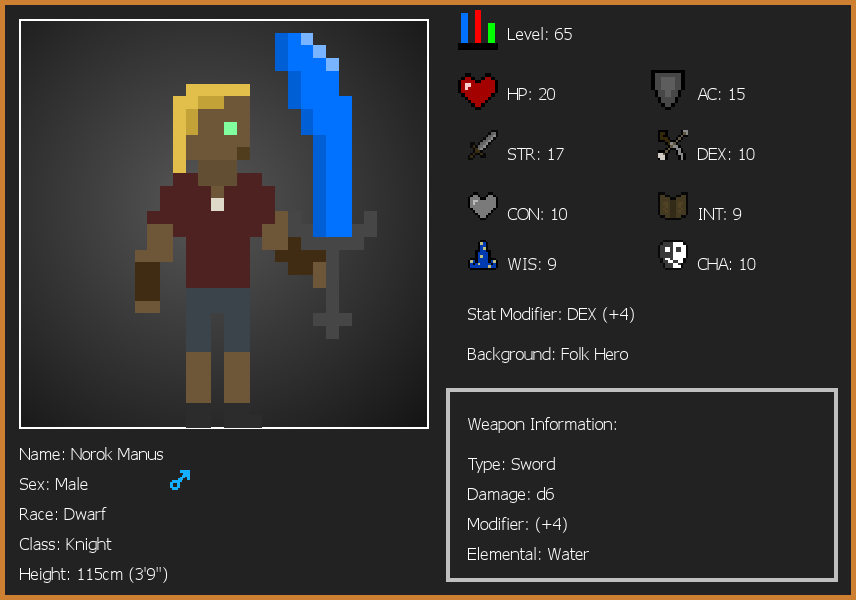 Level: 65
HP: 20
AC: 15
STR: 17
DEX: 10
CON: 10
INT: 9
WIS: 9
CHA: 10
Stat Modifier: DEX (+4)
Background: Folk Hero
Weapon Information:
Type: Sword
Damage: d6
Modifier: (+4)
Elemental: Water
Name: Norok Manus
Sex: Male
Race: Dwarf
Class: Knight
Height: 115cm (3'9")